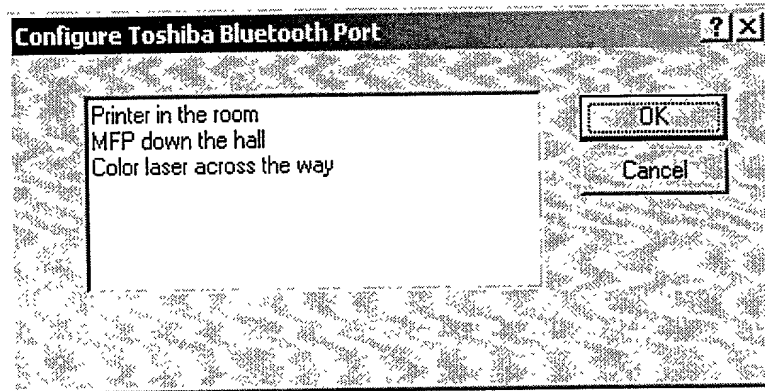 Configure Toshiba Bluetooth Port ? X
Printer in the room
MFP down the hall
Color laser across the way
OK
Cancel